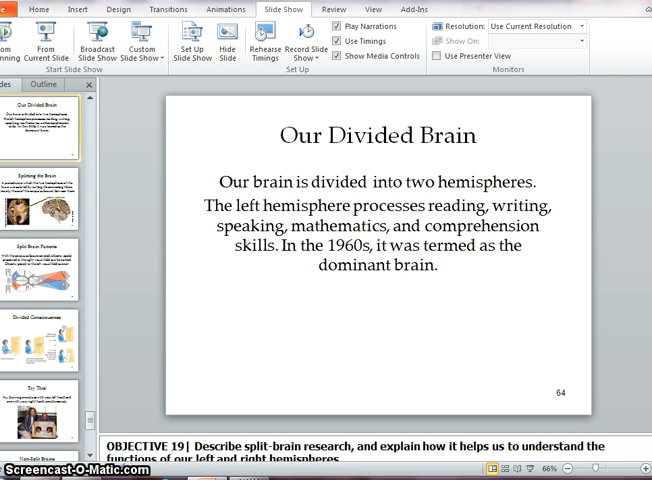 Home Insert Design Transitions Animations Slide Show Review View Add-Ins
From Current Slide
Broadcast Slide Show
Custom Slide Show
Set Up Slide Show
Hide Slide
Rehearse Timings
Record Slide Show
Play Narrations
Use Timings
Show Media Controls
Resolution: Use Current Resolution
Show On:
Use Presenter View
Start Slide Show
Set Up
Monitors
Outline
Our Divided Brain
Splitting the Brain
Split Brain Patients
Divided Consciousness
Try This!
Non-Split Brains
Our Divided Brain
Our brain is divided into two hemispheres.
The left hemisphere processes reading, writing,
speaking, mathematics, and comprehension
skills. In the 1960s, it was termed as the
dominant brain.
64
OBJECTIVE 19| Describe split-brain research, and explain how it helps us to understand the
functions of our left and right hemispheres
Screencast-O-Matic.com
66%